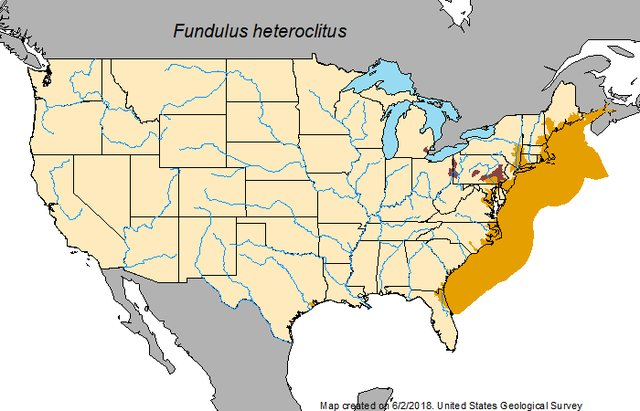 Fundulus heteroclitus
Map created on 6/2/2018. United States Geological Survey